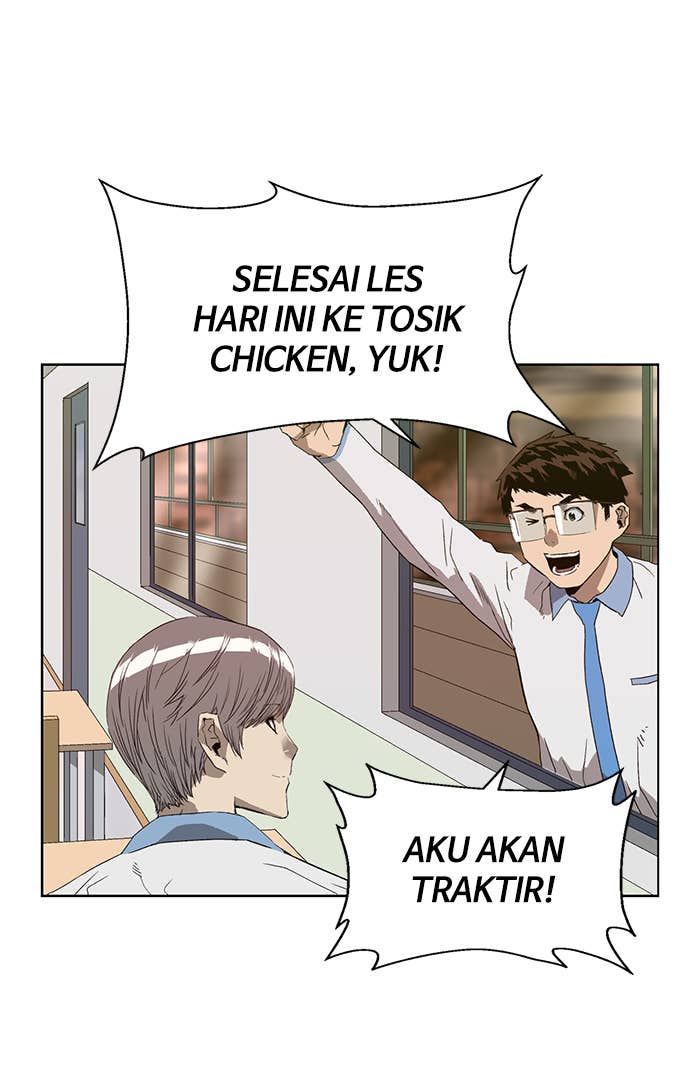 SELESAI LES
HARI INI KE TOSIK
CHICKEN, YUK!
AKU AKAN
TRAKTIR!